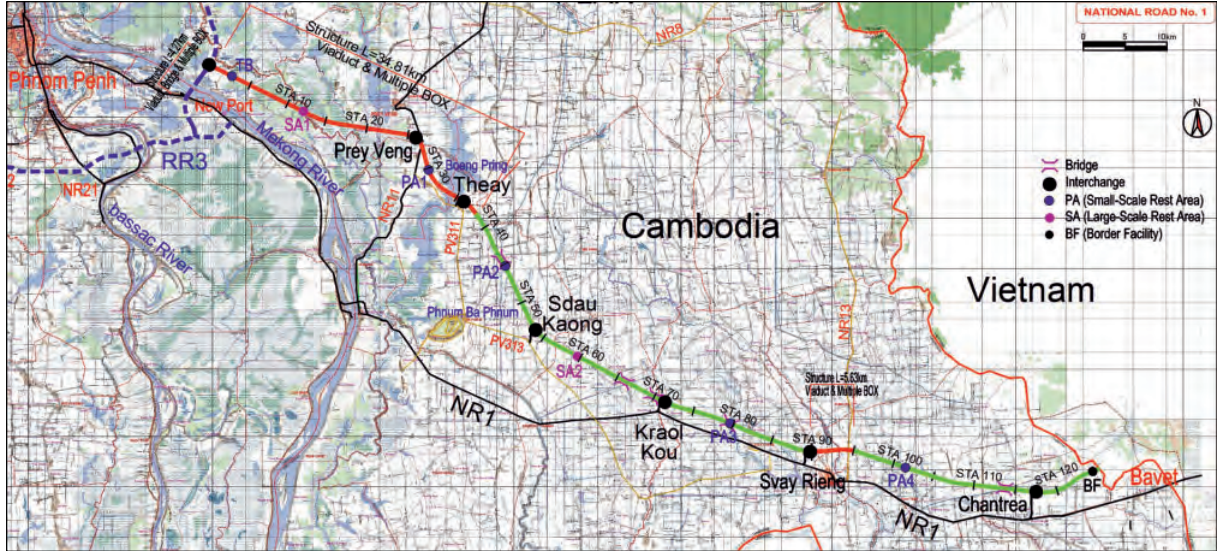 NATIONAL ROAD No. 1
0 5 10km
N
NR8
Structure L=34.81km
Viaduct & Multiple BOX
TB
Phnom Penh
New Port
STA 10
SA1
STA 20
Prey Veng
RR3
Mekong River
NR21
bassac River
NR11
STA 30
PA1
Boeng Pring
Theay
PV311
STA 40
PA2
STA 50
Sdau
Kaong
Phnum Ba Phnum
PV313
STA 60
SA2
Cambodia
Vietnam
Bridge
Interchange
PA (Small-Scale Rest Area)
SA (Large-Scale Rest Area)
BF (Border Facility)
NR13
NR1
STA 70
Kraol
Kou
STA 80
PA3
Structure L=5.63km
Viaduct & Multiple BOX
STA 90
Svay Rieng
STA 100
PA4
STA 110
Chantrea
STA 120
BF
Bavet
NR1